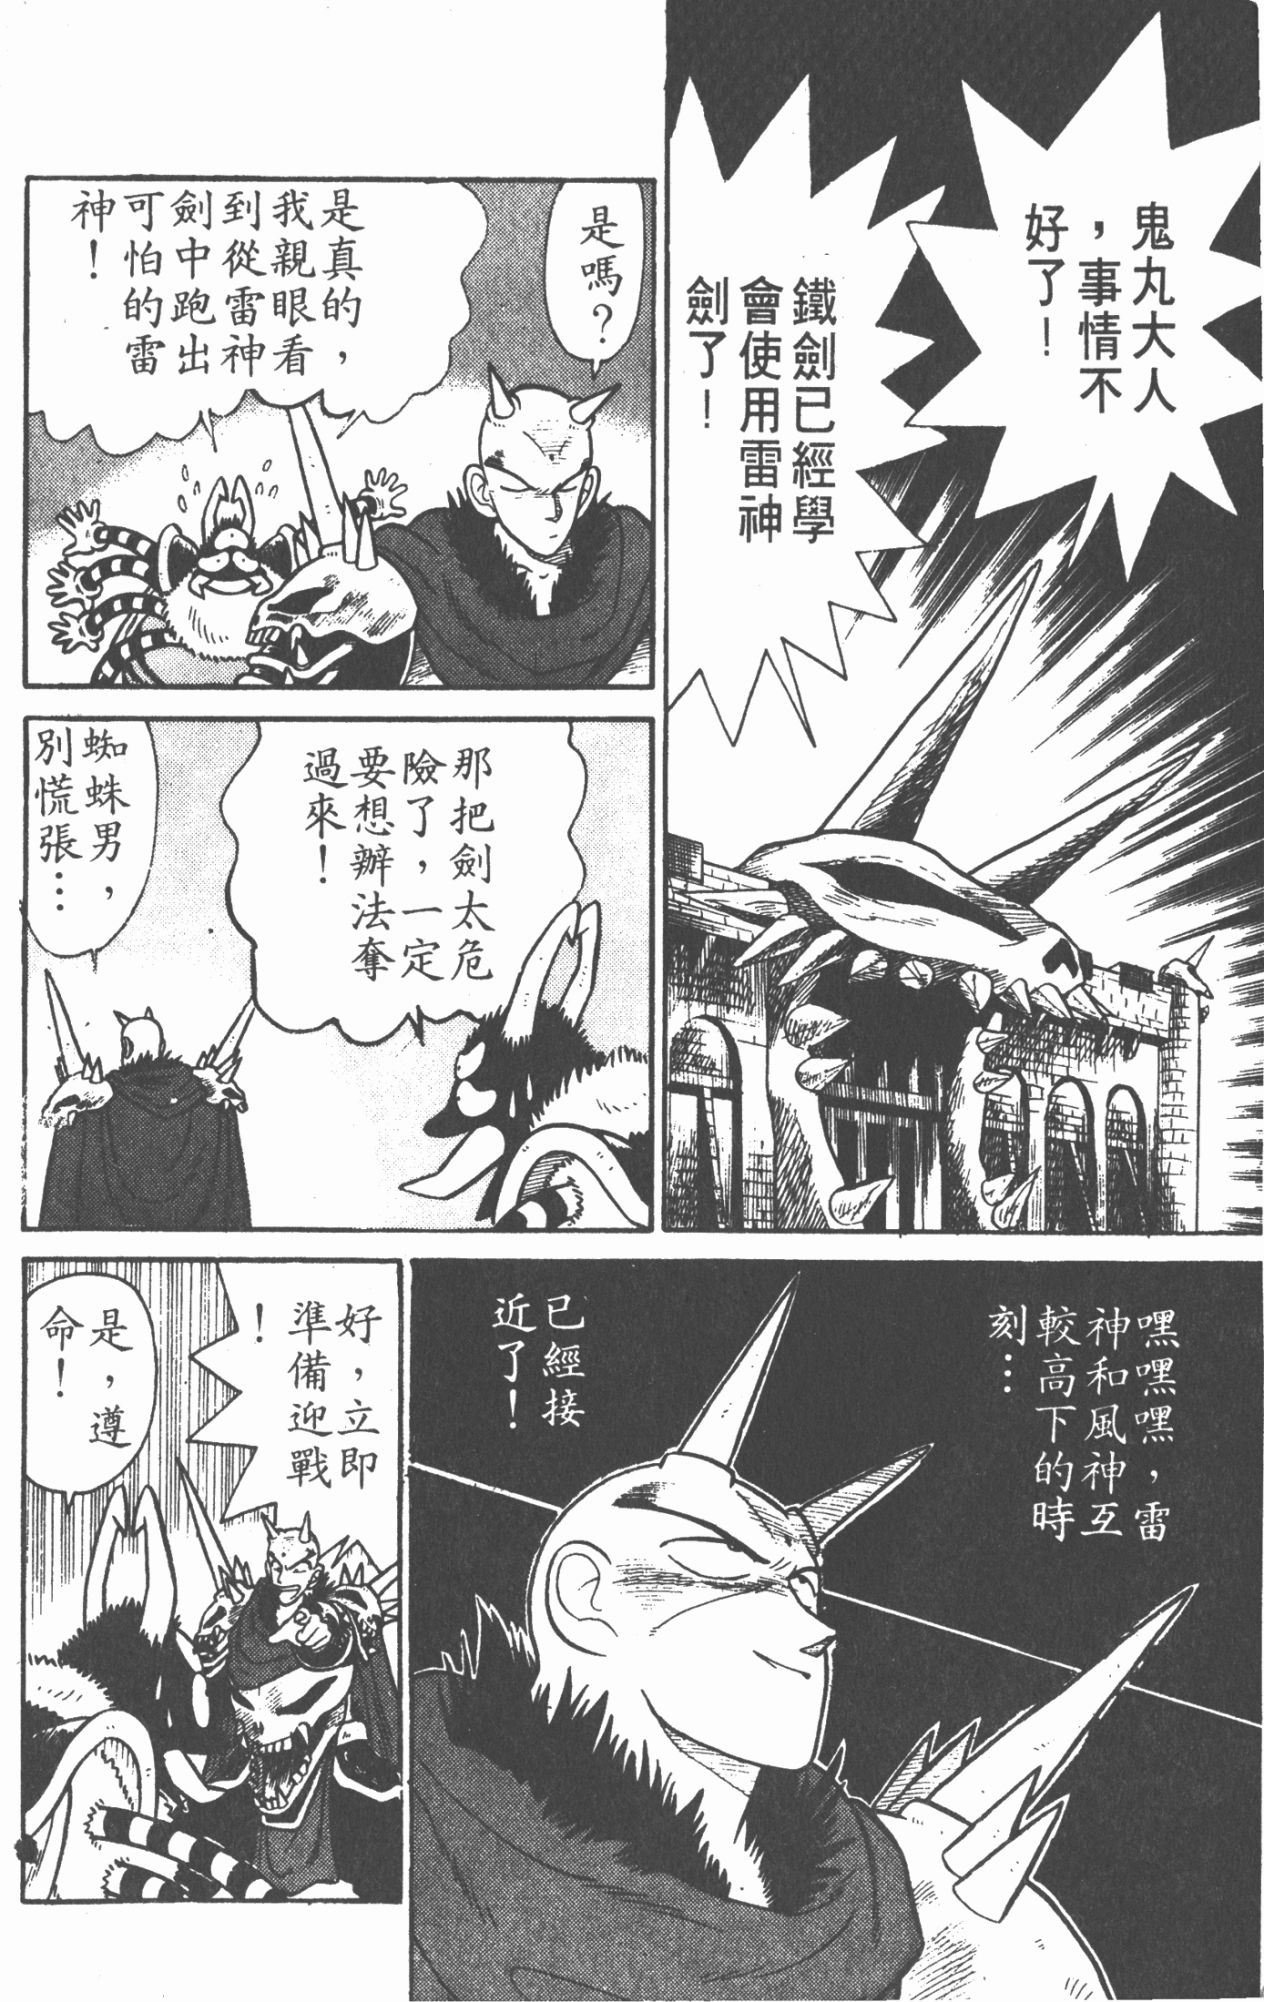 鬼丸大人
，事情不
好了！
鐵劍已經學
會使用雷神
劍了！
是嗎？
是真的，
我親眼看
到從雷神
劍中跑出
可怕的雷
神！
那把劍太危
險了，一定
要想辦法奪
過來！
蜘蛛男，
別慌張…
嘿嘿嘿，雷
神和風神互
較高下的時
刻…
已經接
近了！
好，立即
準備迎戰
！
是，遵
命！